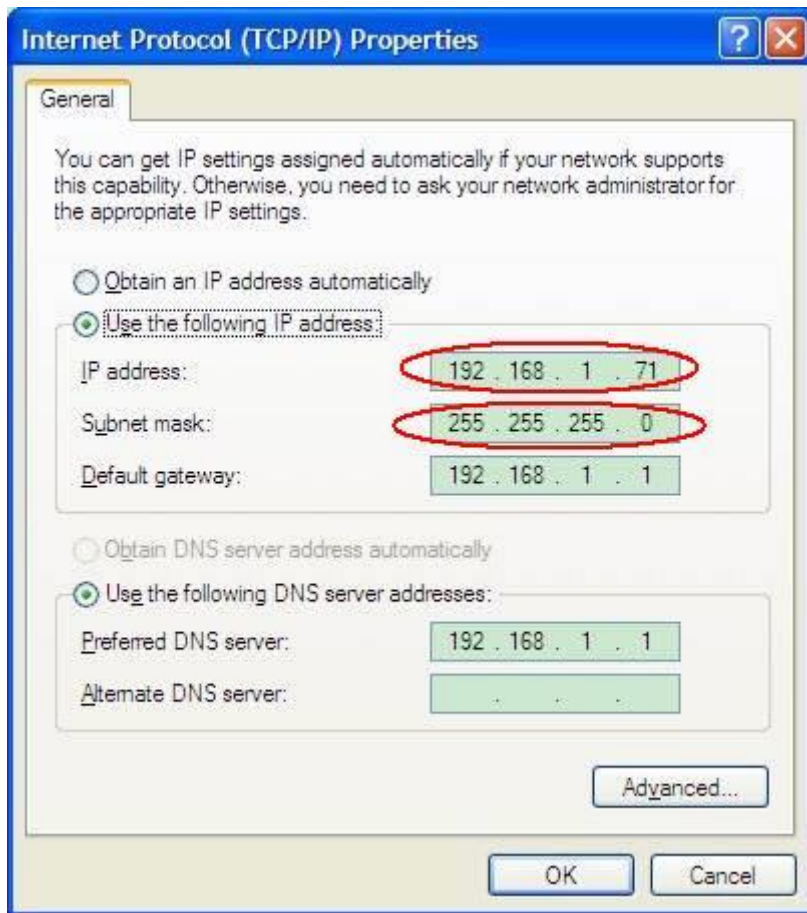 Internet Protocol (TCP/IP) Properties
General
You can get IP settings assigned automatically if your network supports
this capability. Otherwise, you need to ask your network administrator for
the appropriate IP settings.
Obtain an IP address automatically
Use the following IP address:
IP address: 192 . 168 . 1 . 71
Subnet mask: 255 . 255 . 255 . 0
Default gateway: 192 . 168 . 1 . 1
Obtain DNS server address automatically
Use the following DNS server addresses:
Preferred DNS server: 192 . 168 . 1 . 1
Alternate DNS server: . . .
Advanced...
OK Cancel